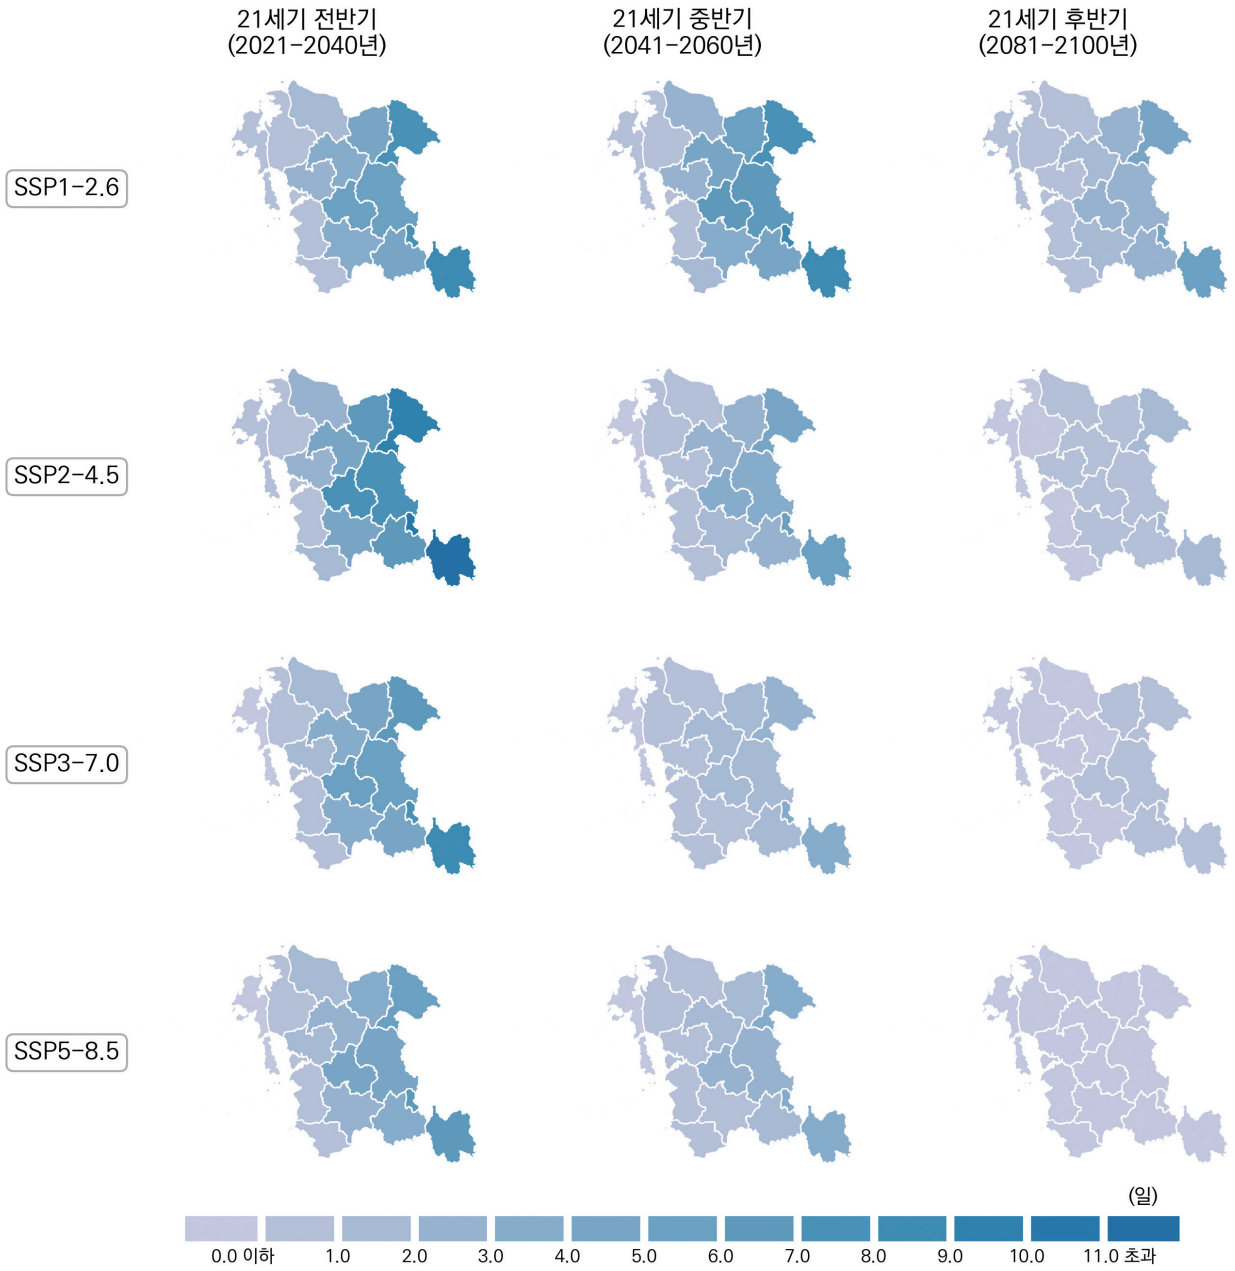 21세기 전반기
(2021-2040년)
21세기 중반기
(2041-2060년)
21세기 후반기
(2081-2100년)
SSP1-2.6
SSP2-4.5
SSP3-7.0
SSP5-8.5
(일)
0.0 이하 1.0 2.0 3.0 4.0 5.0 6.0 7.0 8.0 9.0 10.0 11.0 초과